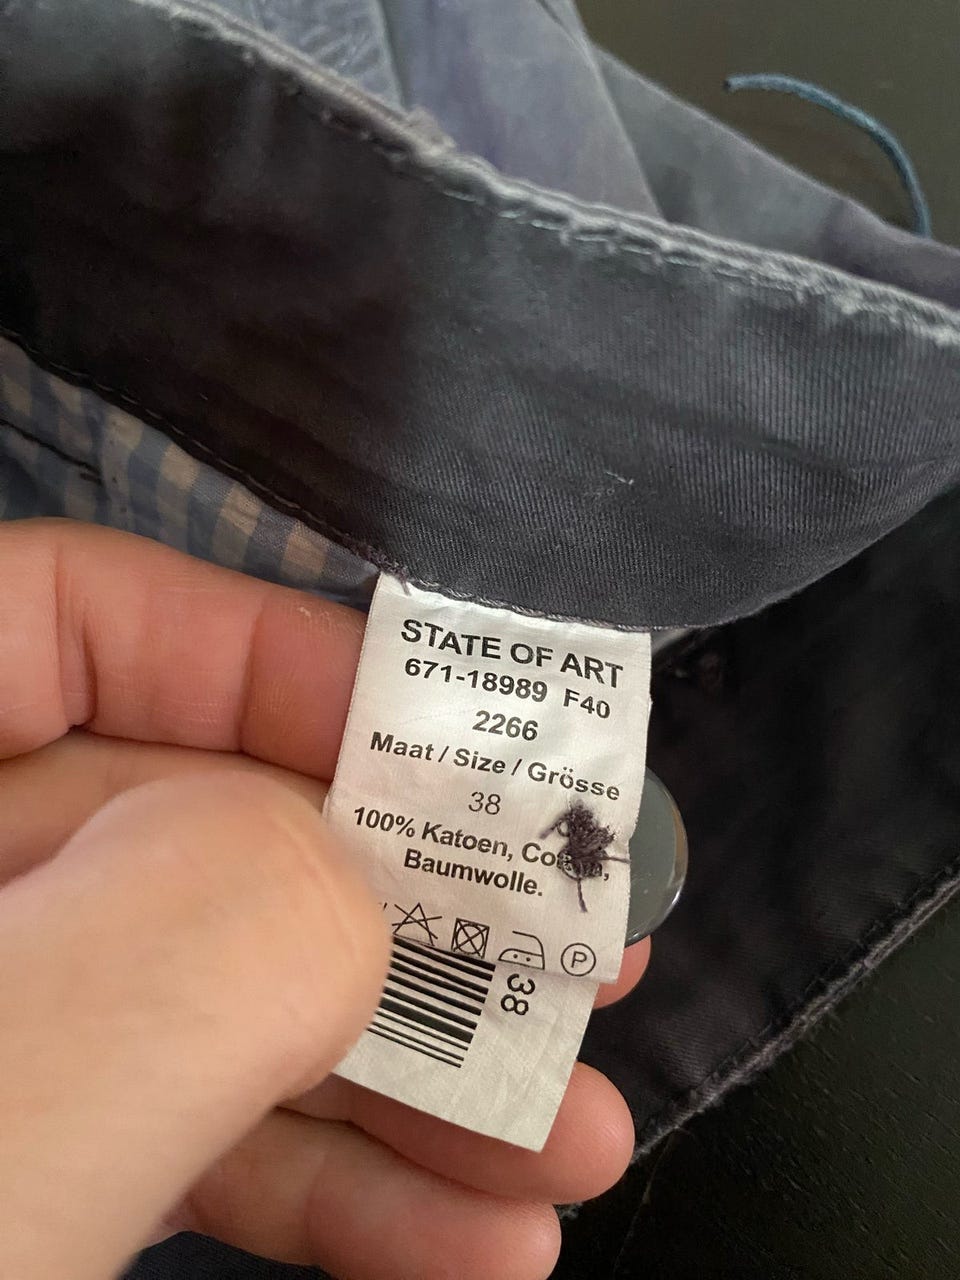 STATE OF ART
671-18989 F40
2266
Maat / Size / Grösse
38
100% Katoen,
Baumwolle.
P
38